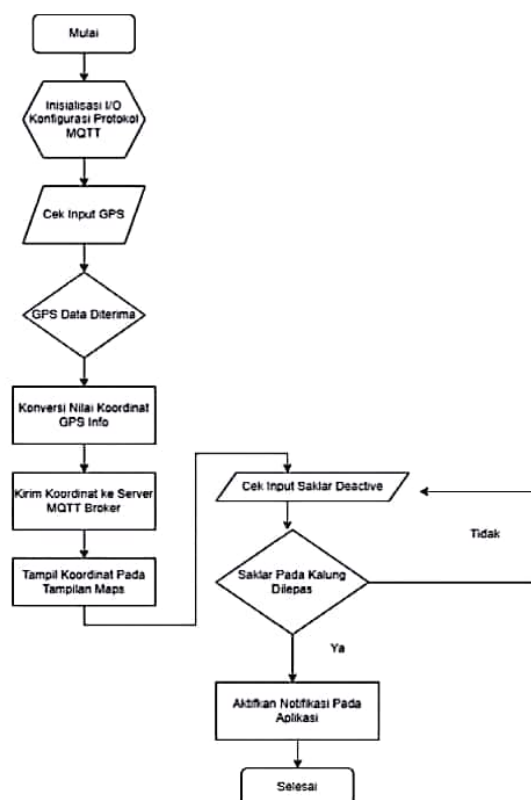 Mulai
Inisialisasi I/O
Konfigurasi Protokol
MQTT
Cek Input GPS
GPS Data Diterima
Konversi Nilai Koordinat
GPS Info
Kirim Koordinat ke Server
MQTT Broker
Tampil Koordinat Pada
Tampilan Maps
Cek Input Saklar Deactive
Tidak
Saklar Pada Kalung
Dilepas
Ya
Aktifkan Notifikasi Pada
Aplikasi
Selesai